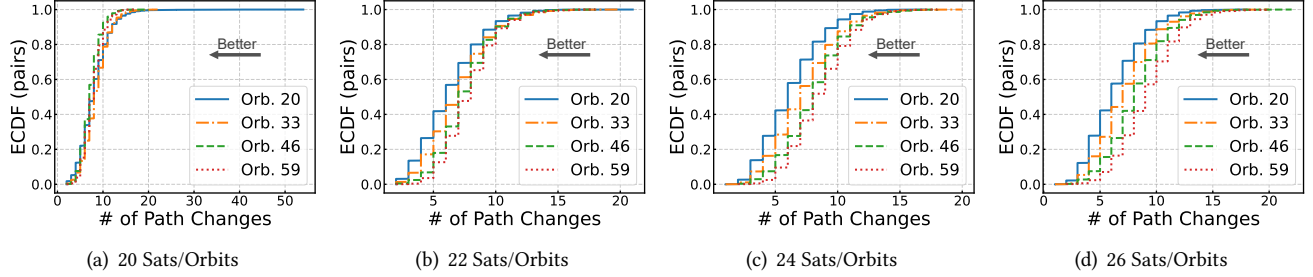 1.0
0.8
0.6
0.4
0.2
0.0
ECDF (pairs)
Better
Orb. 20
Orb. 33
Orb. 46
Orb. 59
0 10 20 30 40 50
# of Path Changes
(a) 20 Sats/Orbits
1.0
0.8
0.6
0.4
0.2
0.0
ECDF (pairs)
Better
Orb. 20
Orb. 33
Orb. 46
Orb. 59
5 10 15 20
# of Path Changes
(b) 22 Sats/Orbits
1.0
0.8
0.6
0.4
0.2
0.0
ECDF (pairs)
Better
Orb. 20
Orb. 33
Orb. 46
Orb. 59
5 10 15 20
# of Path Changes
(c) 24 Sats/Orbits
1.0
0.8
0.6
0.4
0.2
0.0
ECDF (pairs)
Better
Orb. 20
Orb. 33
Orb. 46
Orb. 59
0 5 10 15 20
# of Path Changes
(d) 26 Sats/Orbits